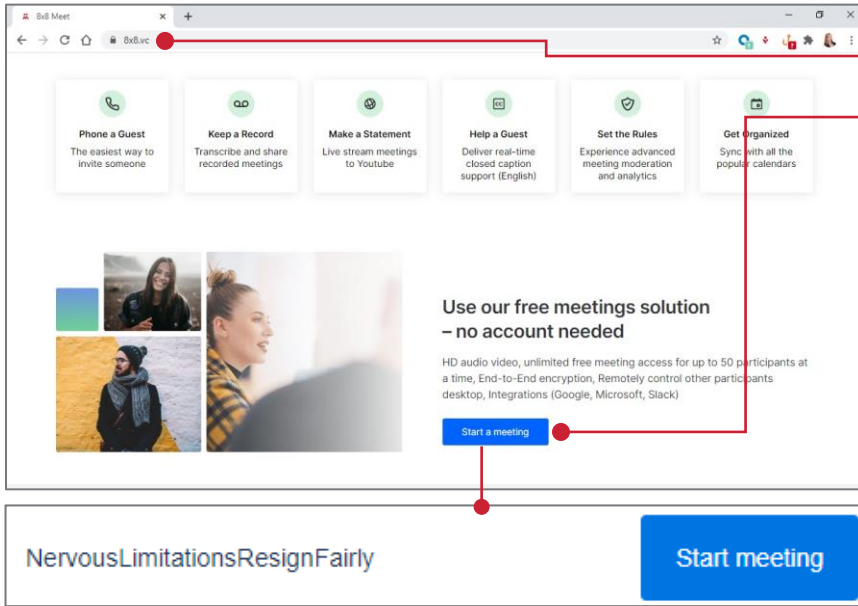 8x8 Meet
8x8.vc
Phone a Guest
The easiest way to
invite someone
Keep a Record
Transcribe and share
recorded meetings
Make a Statement
Live stream meetings
to Youtube
Help a Guest
Deliver real-time
closed caption
support (English)
Set the Rules
Experience advanced
meeting moderation
and analytics
Get Organized
Sync with all the
popular calendars
Use our free meetings solution
– no account needed
HD audio video, unlimited free meeting access for up to 50 participants at
a time, End-to-End encryption, Remotely control other participants
desktop, Integrations (Google, Microsoft, Slack)
Start a meeting
NervousLimitationsResignFairly
Start meeting